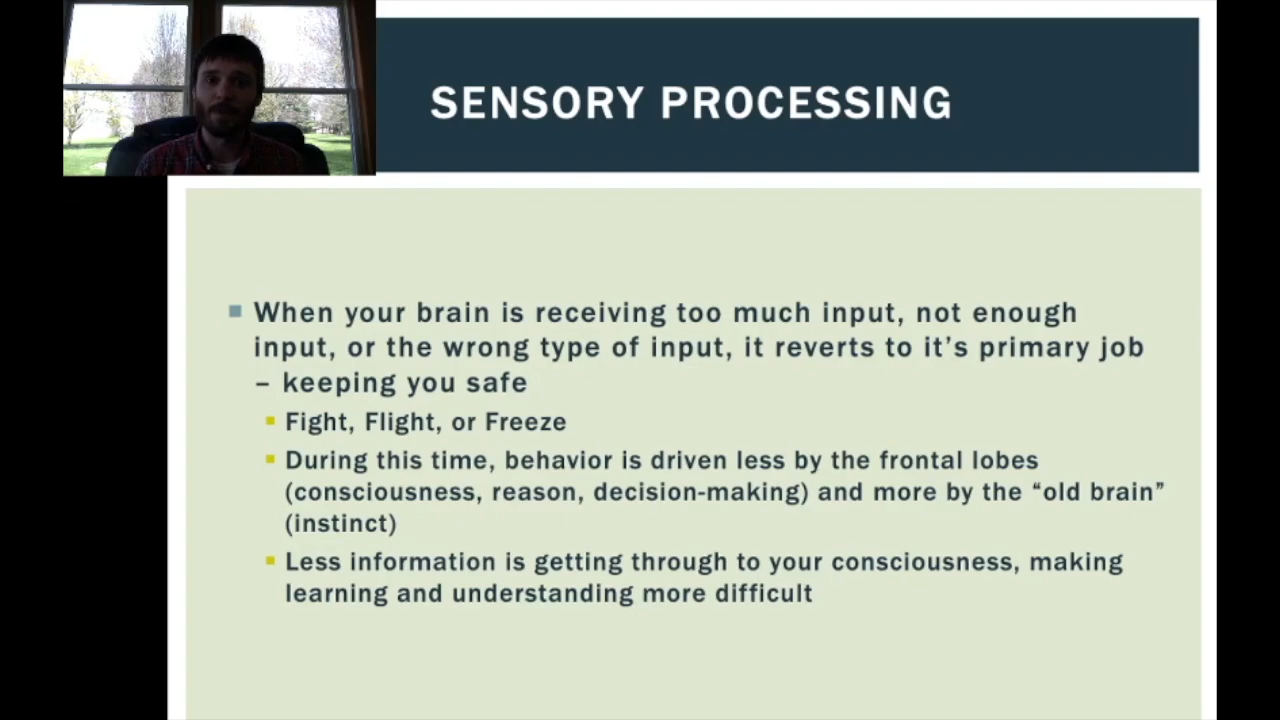 SENSORY PROCESSING
When your brain is receiving too much input, not enough
input, or the wrong type of input, it reverts to it's primary job
– keeping you safe
Fight, Flight, or Freeze
During this time, behavior is driven less by the frontal lobes
(consciousness, reason, decision-making) and more by the “old brain”
(instinct)
Less information is getting through to your consciousness, making
learning and understanding more difficult